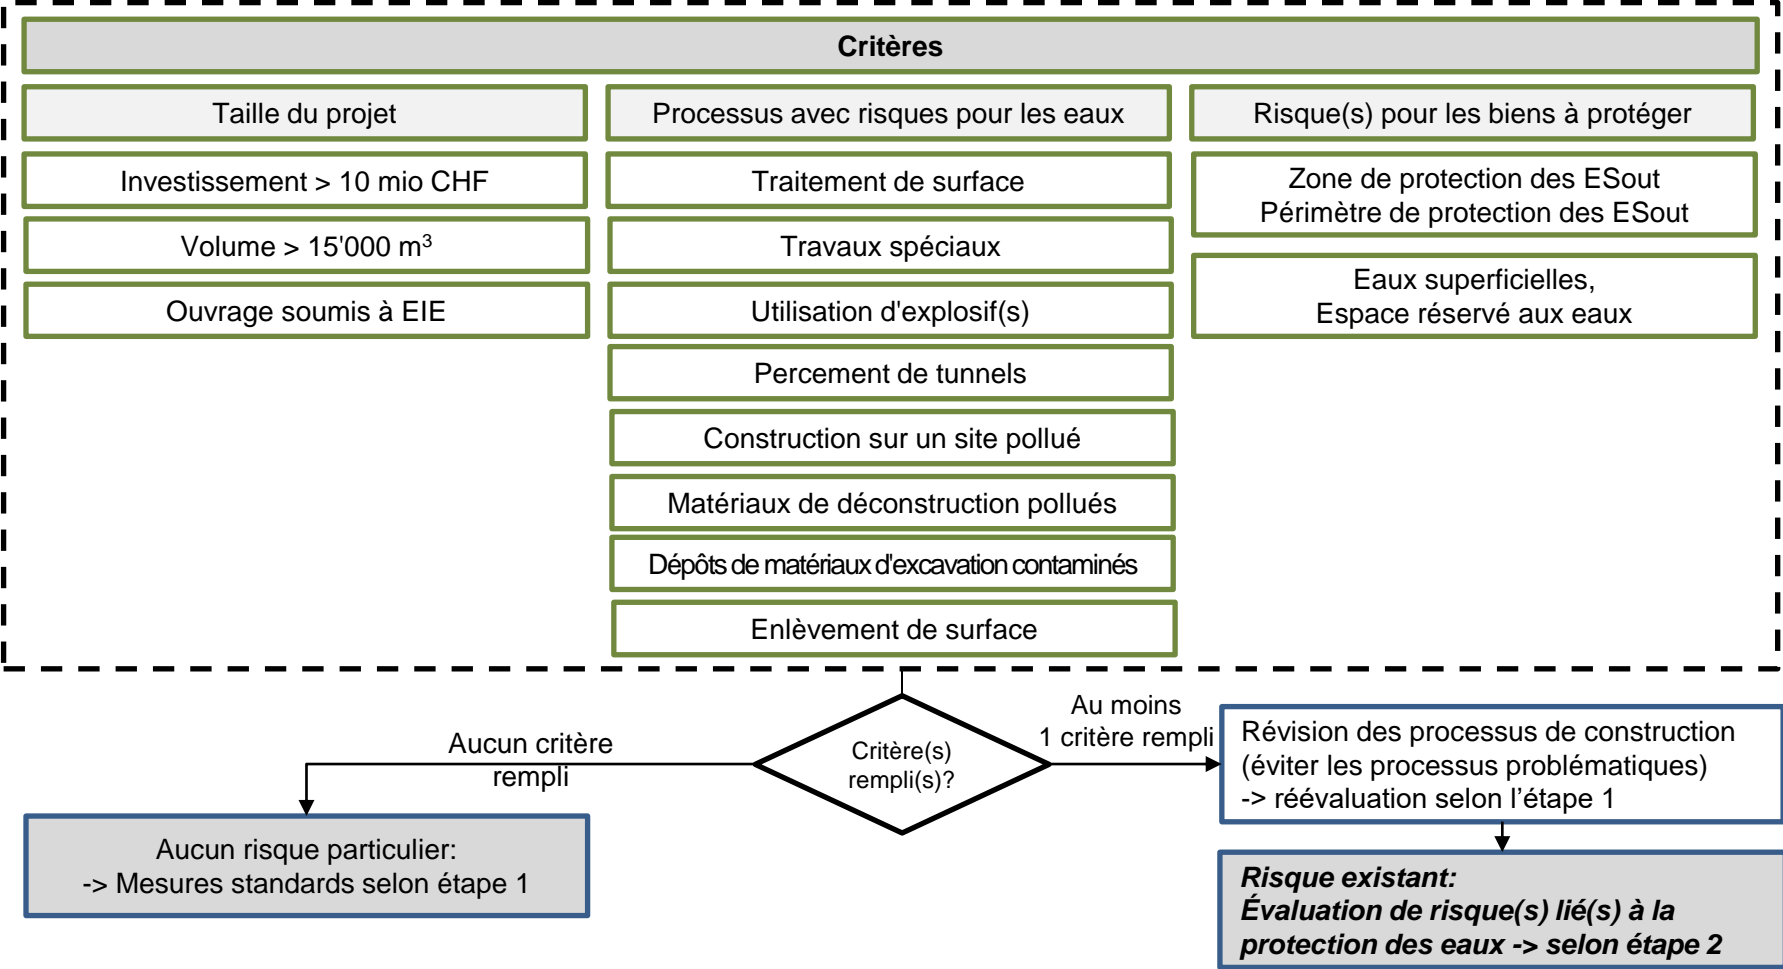 Critères
Taille du projet
Investissement > 10 mio CHF
Volume > 15'000 m³
Ouvrage soumis à EIE
Processus avec risques pour les eaux
Traitement de surface
Travaux spéciaux
Utilisation d'explosif(s)
Percement de tunnels
Construction sur un site pollué
Matériaux de déconstruction pollués
Dépôts de matériaux d'excavation contaminés
Enlèvement de surface
Risque(s) pour les biens à protéger
Zone de protection des ESout
Périmètre de protection des ESout
Eaux superficielles,
Espace réservé aux eaux
Critère(s)
rempli(s)?
Aucun critère
rempli
Aucun risque particulier:
-> Mesures standards selon étape 1
Au moins
1 critère rempli
Révision des processus de construction
(éviter les processus problématiques)
-> réévaluation selon l’étape 1
Risque existant:
Évaluation de risque(s) lié(s) à la
protection des eaux -> selon étape 2